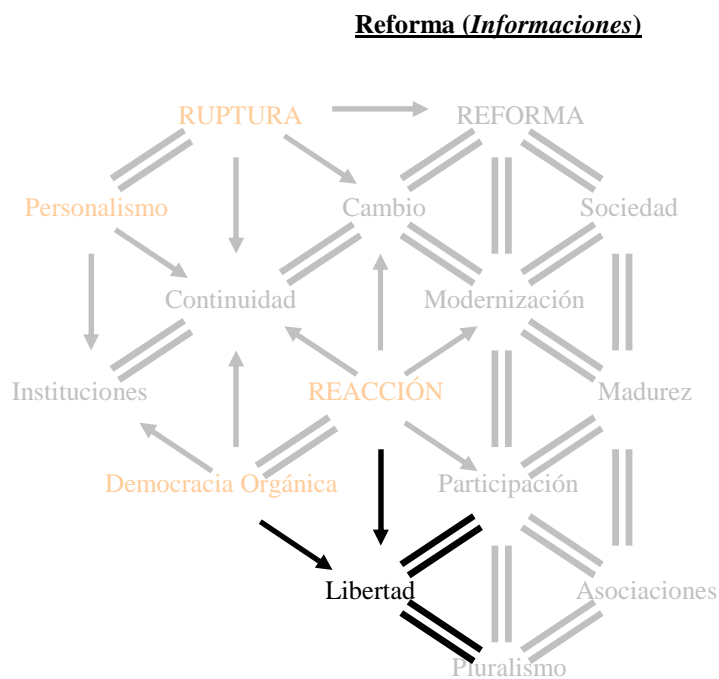 Reforma (Informaciones)
RUPTURA REFORMA
Personalismo Cambio Sociedad
Continuidad Modernización
Instituciones REACCIÓN Madurez
Democracia Orgánica Participación
Libertad Asociaciones
Pluralismo